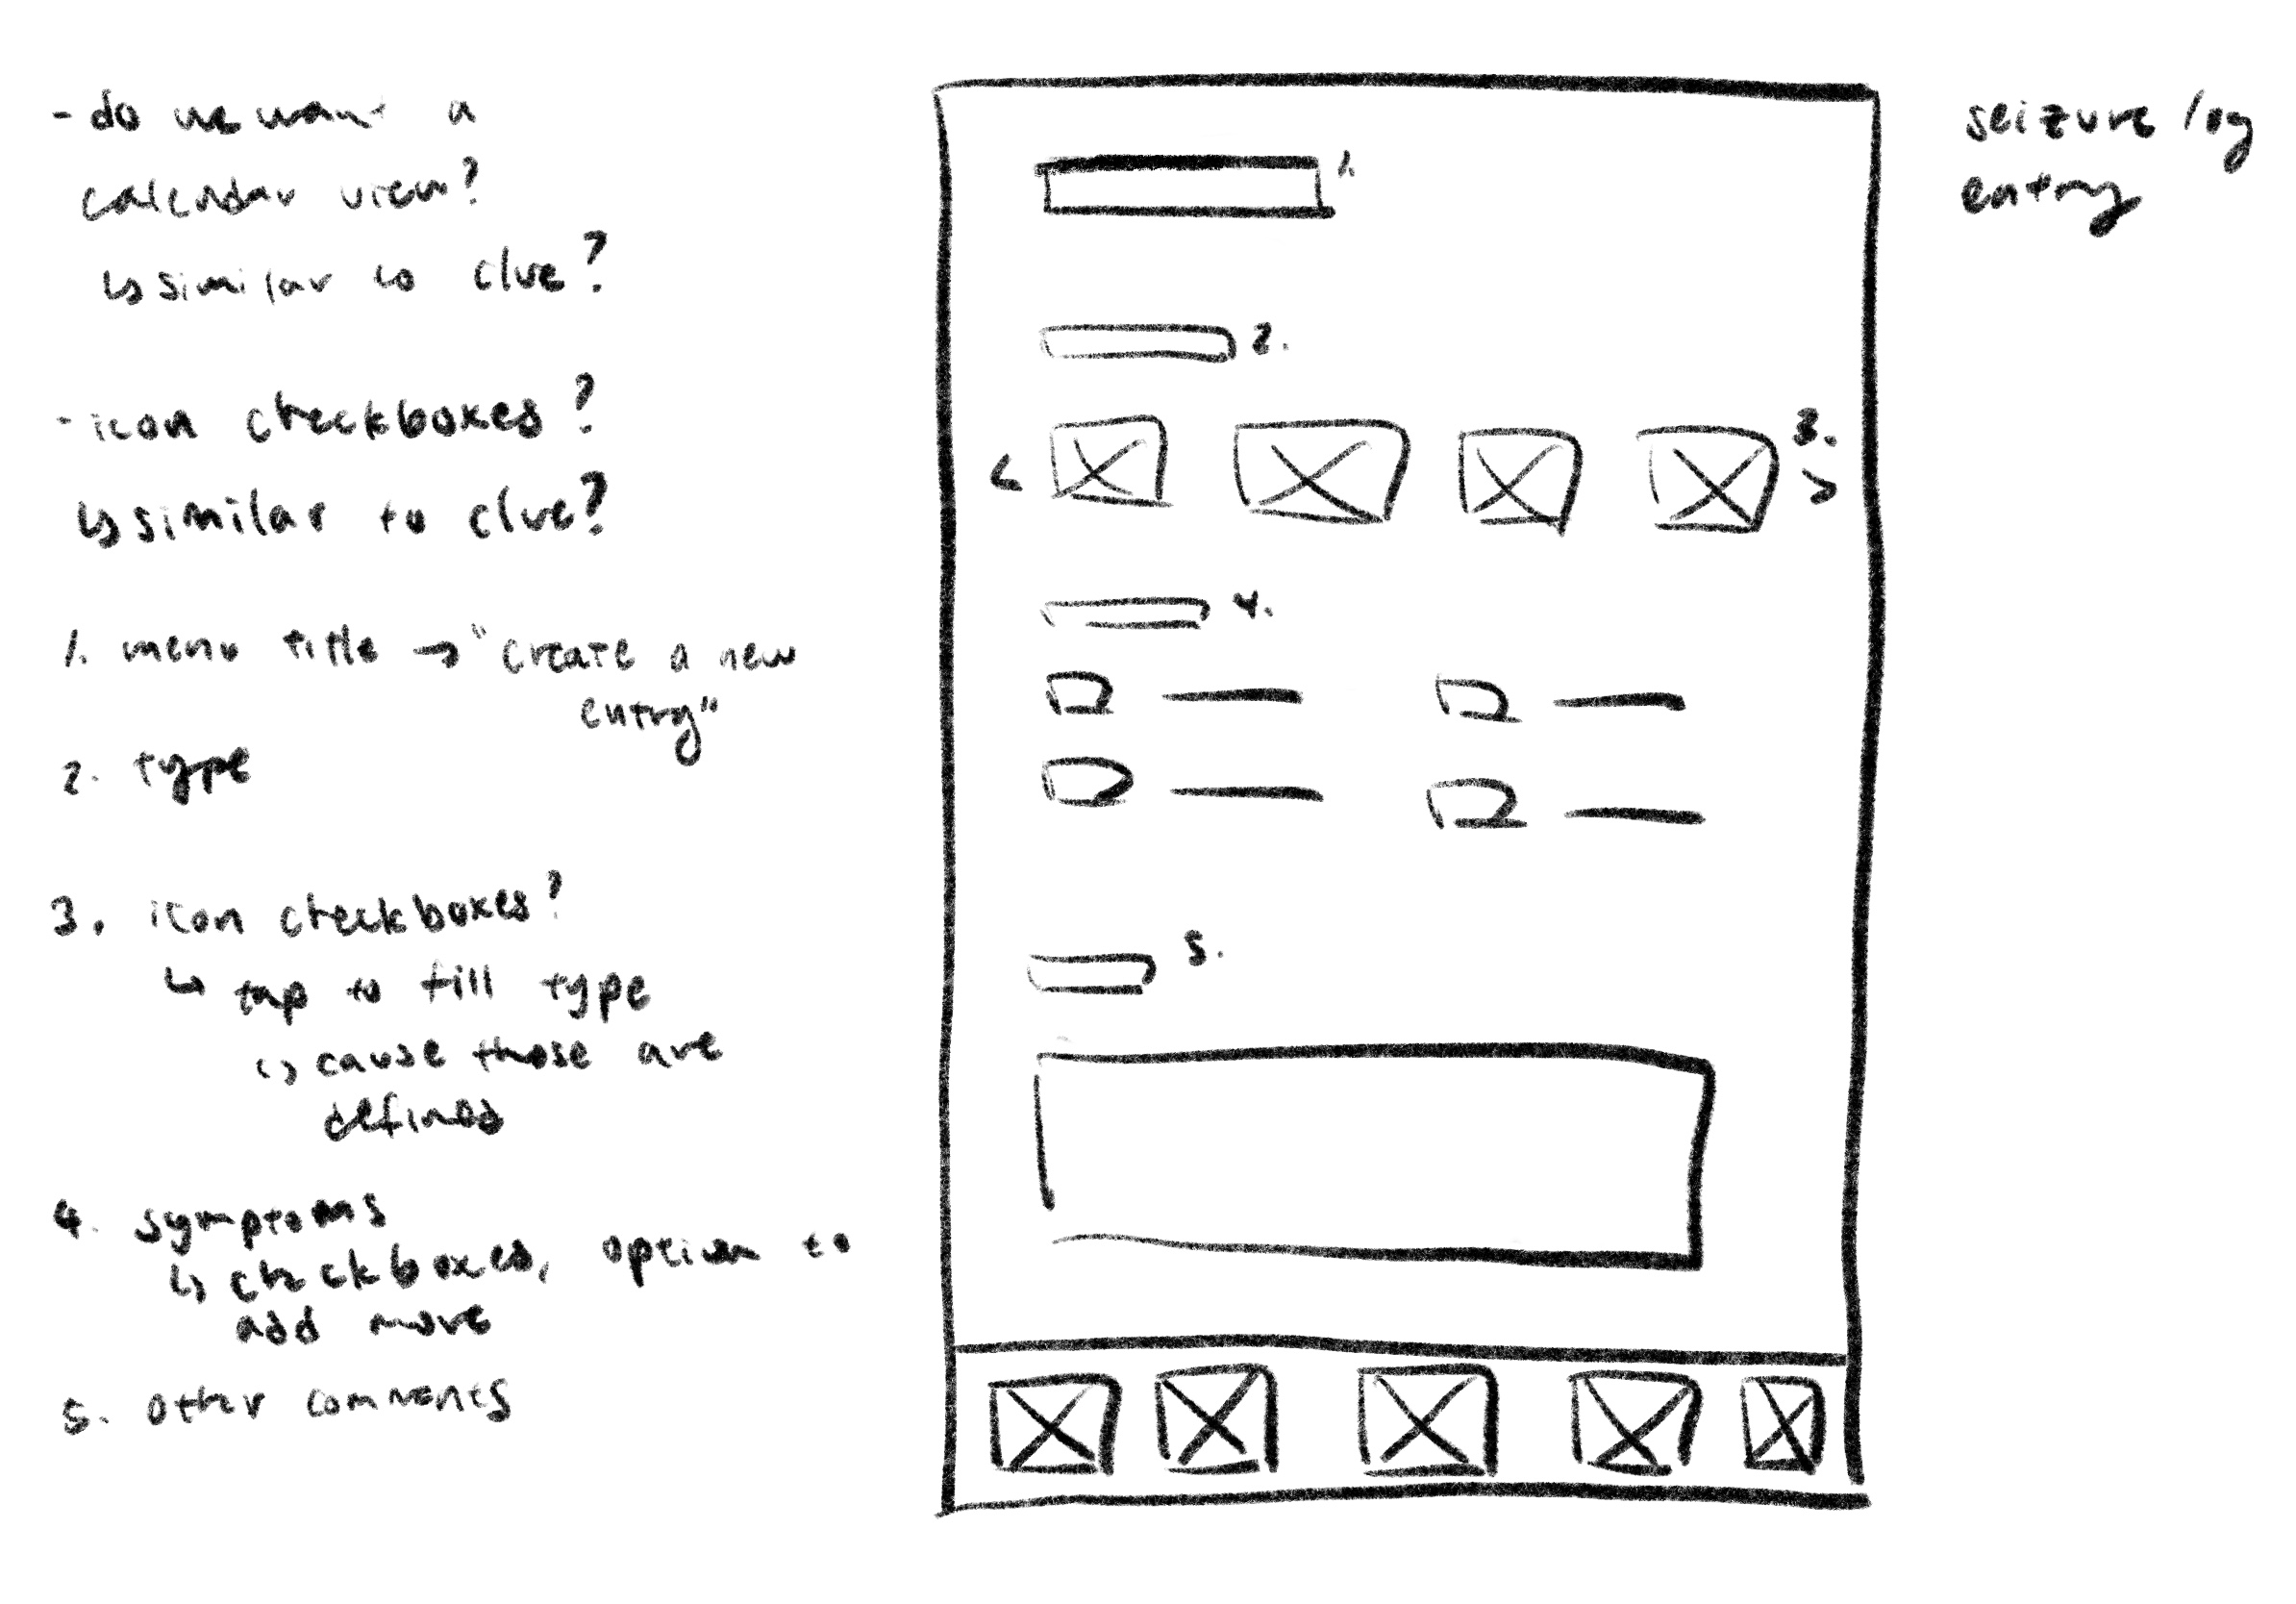 - do we want a
calendar view?
↳ similar to clue?
- icon checkboxes?
↳ similar to clue?
1. menu title → "create a new
entry"
2. type
3. icon checkboxes?
↳ tap to fill type
↳ cause those are
defined
4. symptoms
↳ checkboxes, option to
add more
5. other comments
1.
2.
3.
<
>
4.
5.
seizure log
entry